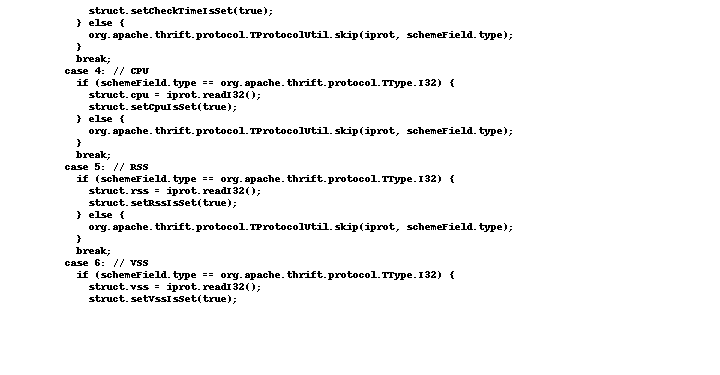 struct.setCheckTimeIsSet(true);
} else {
org.apache.thrift.protocol.TProtocolUtil.skip(iprot, schemeField.type);
}
break;
case 4: // CPU
if (schemeField.type == org.apache.thrift.protocol.TType.I32) {
struct.cpu = iprot.readI32();
struct.setCpuIsSet(true);
} else {
org.apache.thrift.protocol.TProtocolUtil.skip(iprot, schemeField.type);
}
break;
case 5: // RSS
if (schemeField.type == org.apache.thrift.protocol.TType.I32) {
struct.rss = iprot.readI32();
struct.setRssIsSet(true);
} else {
org.apache.thrift.protocol.TProtocolUtil.skip(iprot, schemeField.type);
}
break;
case 6: // VSS
if (schemeField.type == org.apache.thrift.protocol.TType.I32) {
struct.vss = iprot.readI32();
struct.setVssIsSet(true);